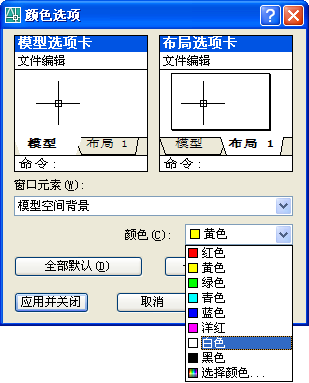 颜色选项
模型选项卡
文件编辑
模型 布局 1
命令:
布局选项卡
文件编辑
模型 布局 1
命令:
窗口元素(W):
模型空间背景
颜色(C): 黄色
红色
黄色
绿色
青色
蓝色
洋红
白色
黑色
选择颜色...
全部默认(D)
应用并关闭 取消